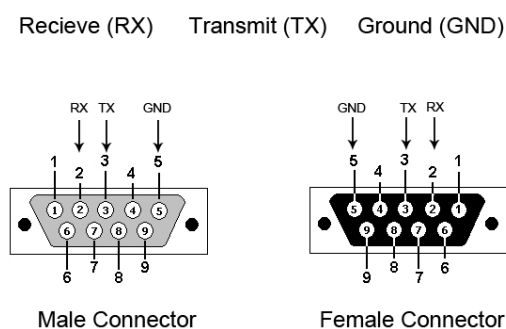 Recieve (RX) Transmit (TX) Ground (GND)
RX TX GND
1 2 3 4 5
1 2 3 4 5
6 7 8 9
6 7 8 9
Male Connector
GND TX RX
5 4 3 2 1
5 4 3 2 1
9 8 7 6
9 8 7 6
Female Connector